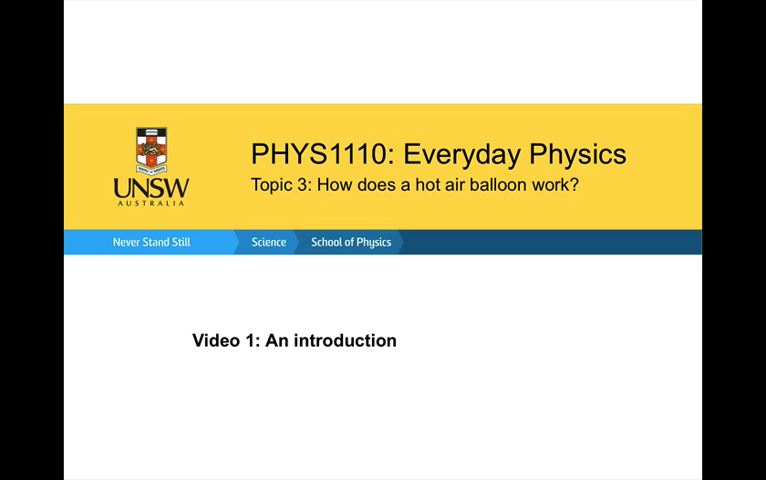 PHYS1110: Everyday Physics
Topic 3: How does a hot air balloon work?
UNSW
AUSTRALIA
Never Stand Still
Science
School of Physics
Video 1: An introduction